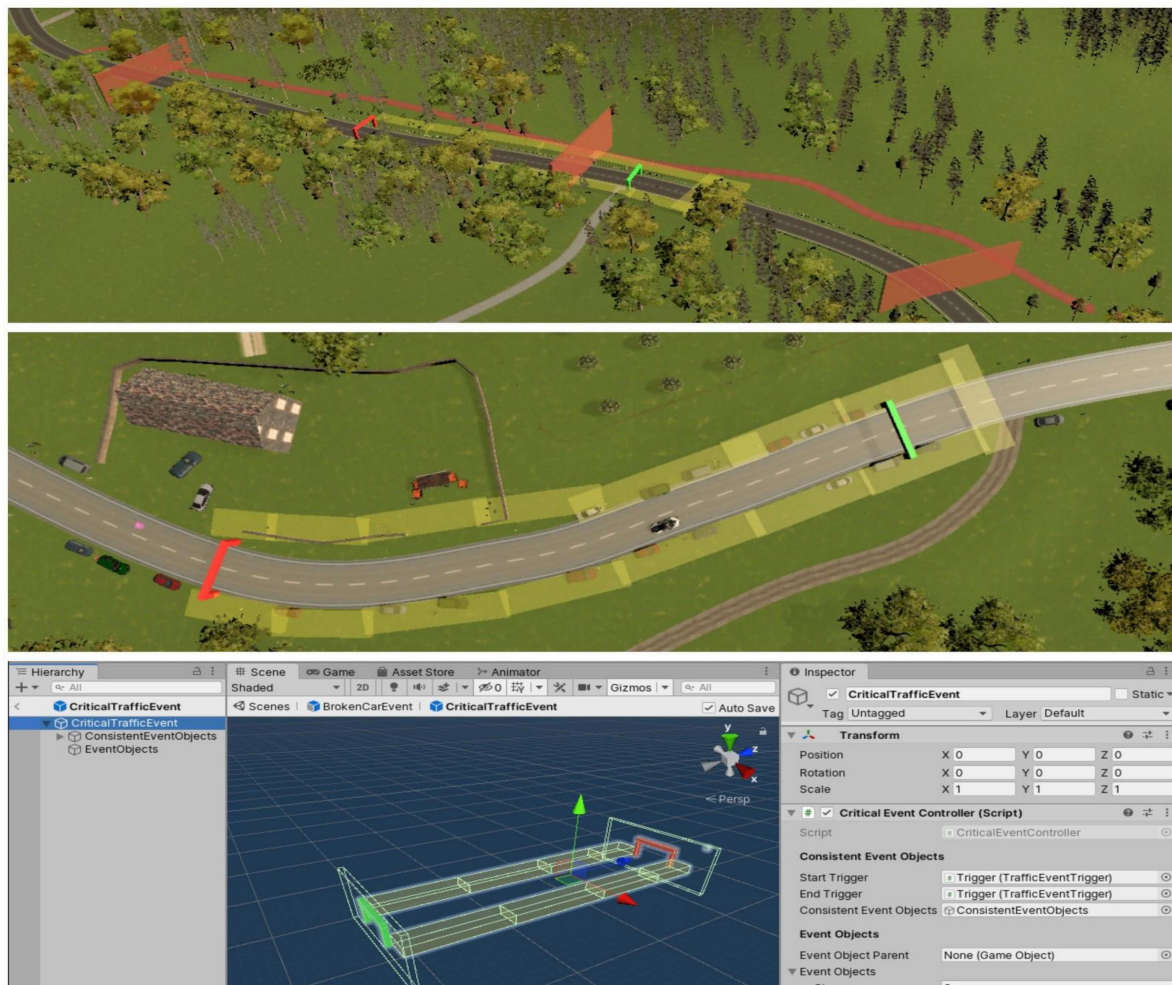 Hierarchy
All
CriticalTrafficEvent
CriticalTrafficEvent
ConsistentEventObjects
EventObjects
Scene Game Asset Store Animator
Shaded 2D 0 Gizmos All
Scenes BrokenCarEvent CriticalTrafficEvent Auto Save
y
z
x
Persp
Inspector
CriticalTrafficEvent Static
Tag Untagged Layer Default
Transform
Position X 0 Y 0 Z 0
Rotation X 0 Y 0 Z 0
Scale X 1 Y 1 Z 1
# Critical Event Controller (Script)
Script CriticalEventController
Consistent Event Objects
Start Trigger Trigger (TrafficEventTrigger)
End Trigger Trigger (TrafficEventTrigger)
Consistent Event Objects ConsistentEventObjects
Event Objects
Event Object Parent None (Game Object)
Event Objects